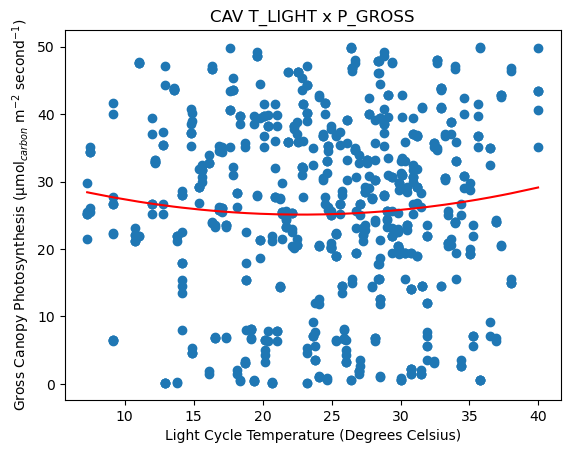 CAV T_LIGHT x P_GROSS
Gross Canopy Photosynthesis (μmol_carbon m⁻² second⁻¹)
50
40
30
20
10
0
10 15 20 25 30 35 40
Light Cycle Temperature (Degrees Celsius)